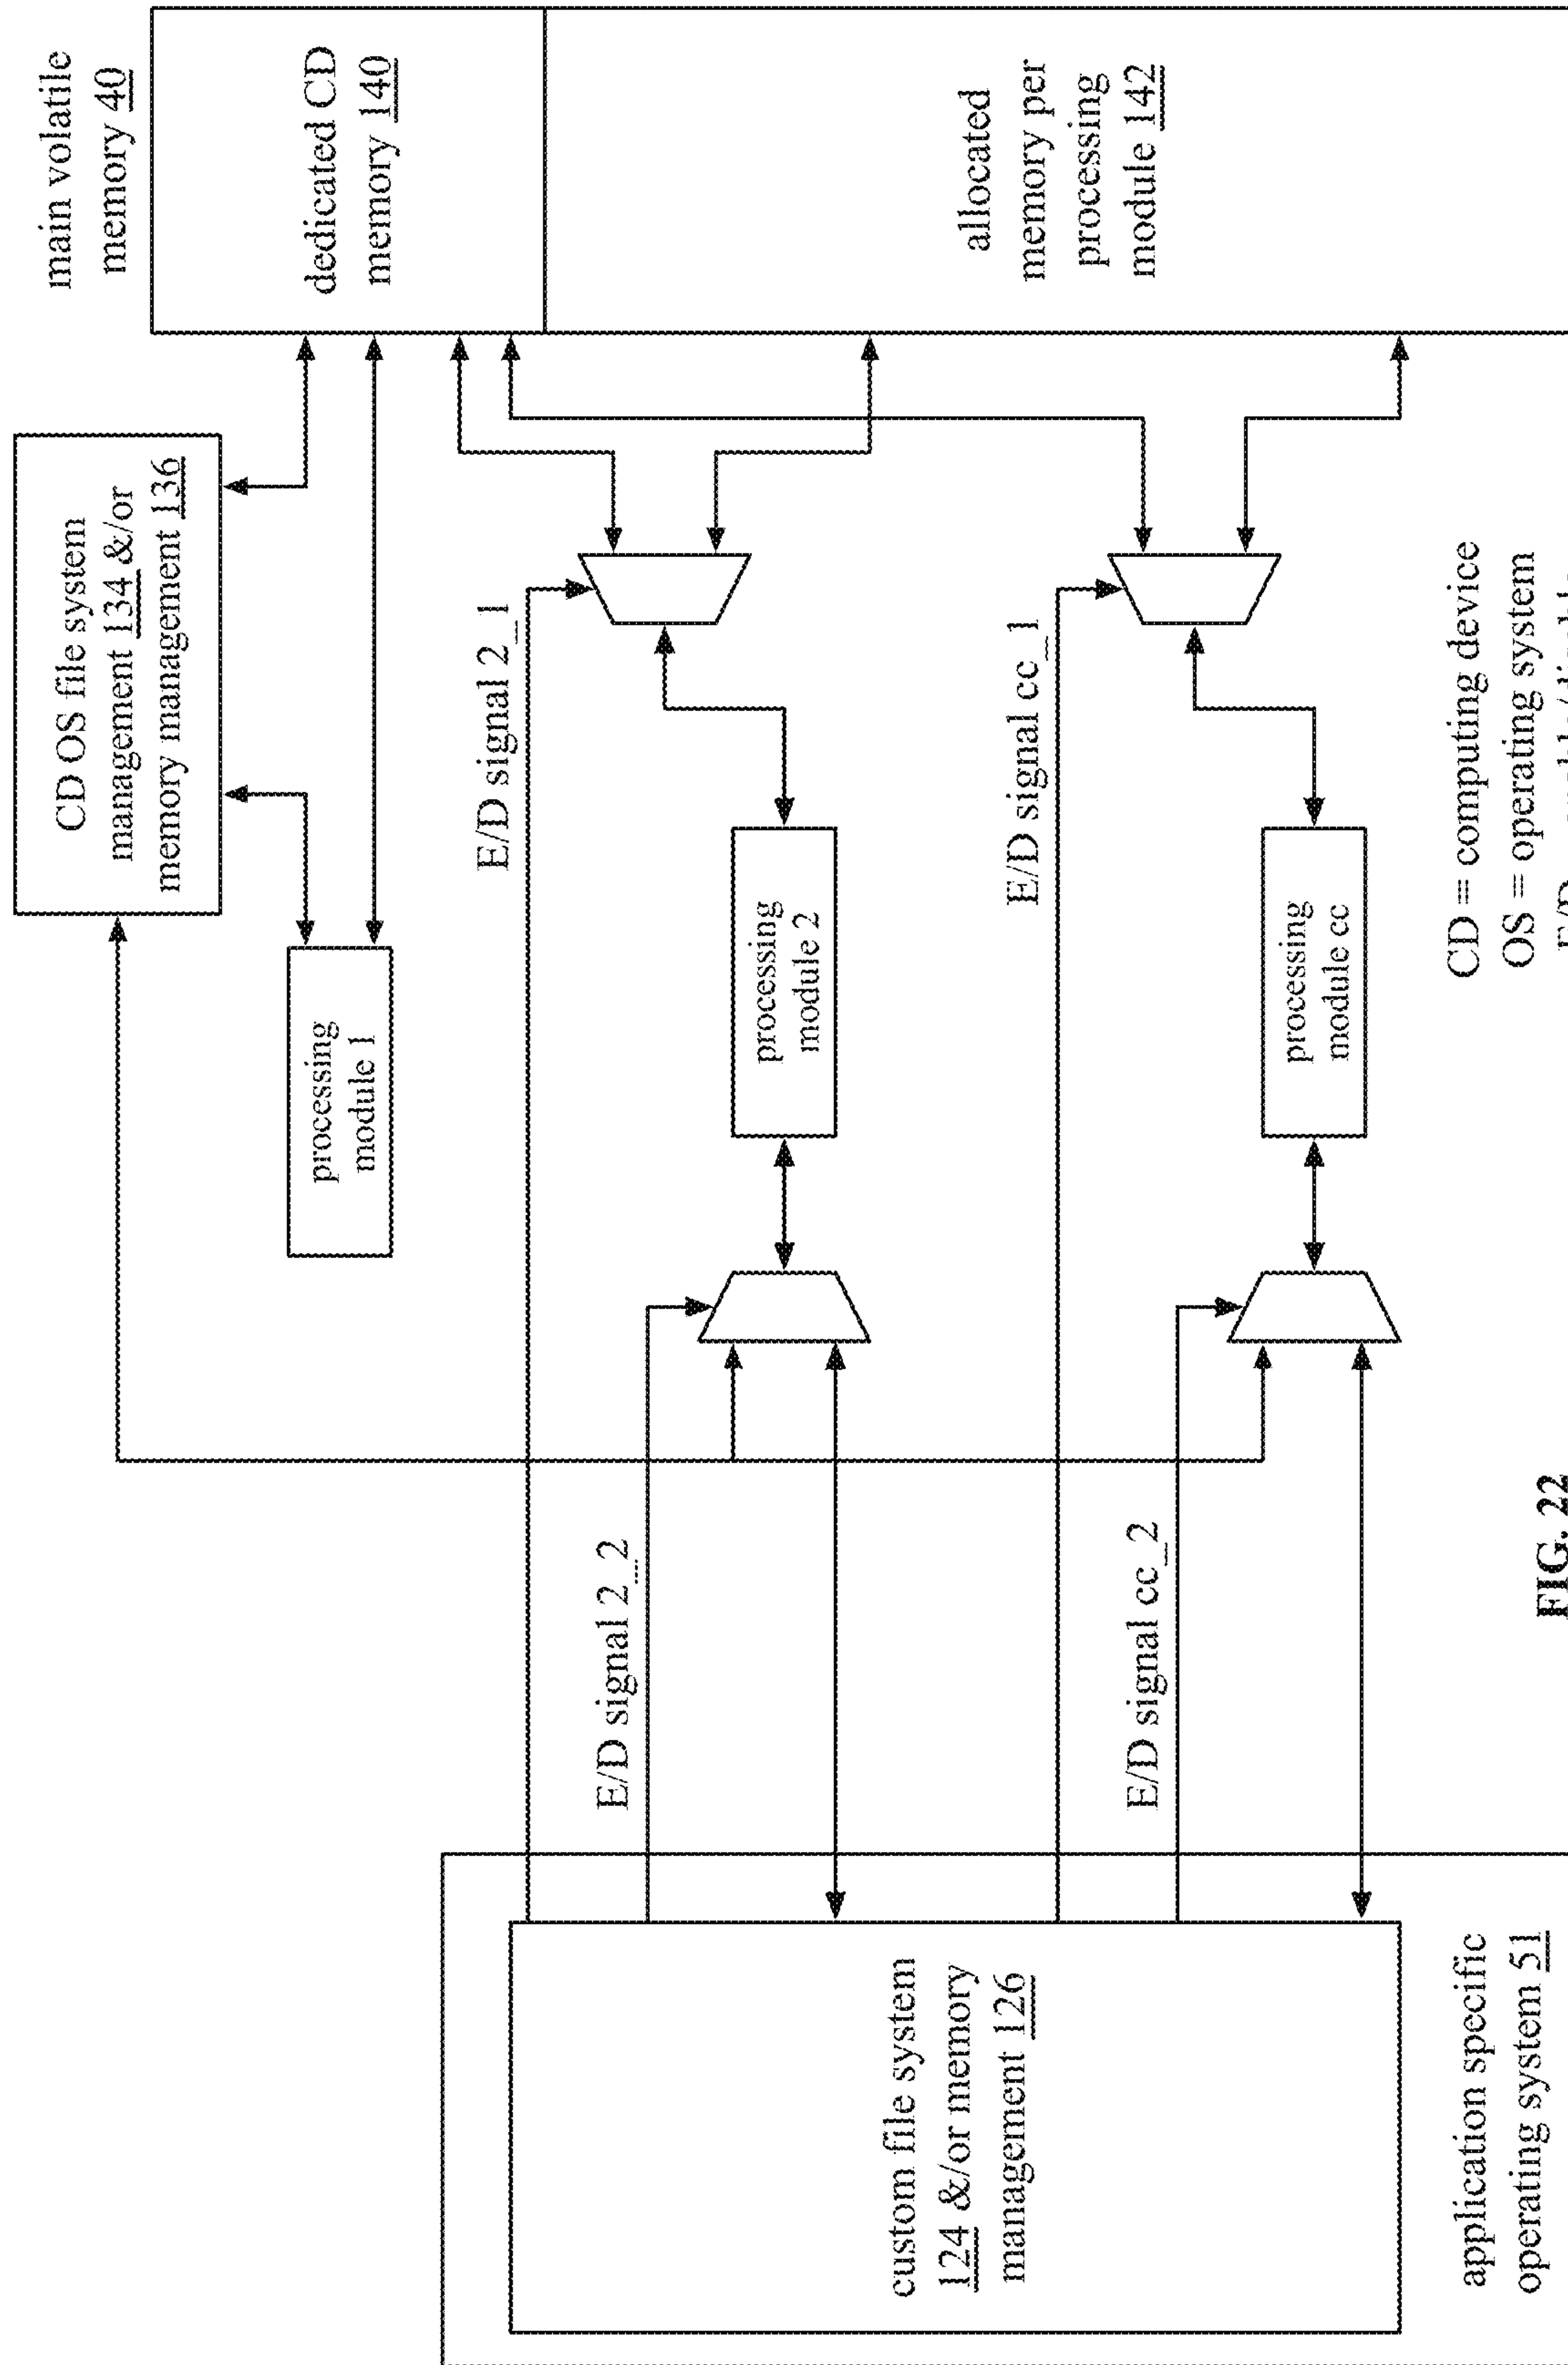 main volatile
memory 40
dedicated CD
memory 140
allocated
memory per
processing
module 142
CD OS file system
management 134 &/or
memory management 136
processing
module 1
E/D signal 2_1
processing
module 2
E/D signal cc_1
processing
module cc
CD = computing device
OS = operating system
E/D
E/D signal 2_2
E/D signal cc_2
FIG. 22
custom file system
124 &/or memory
management 126
application specific
operating system 51